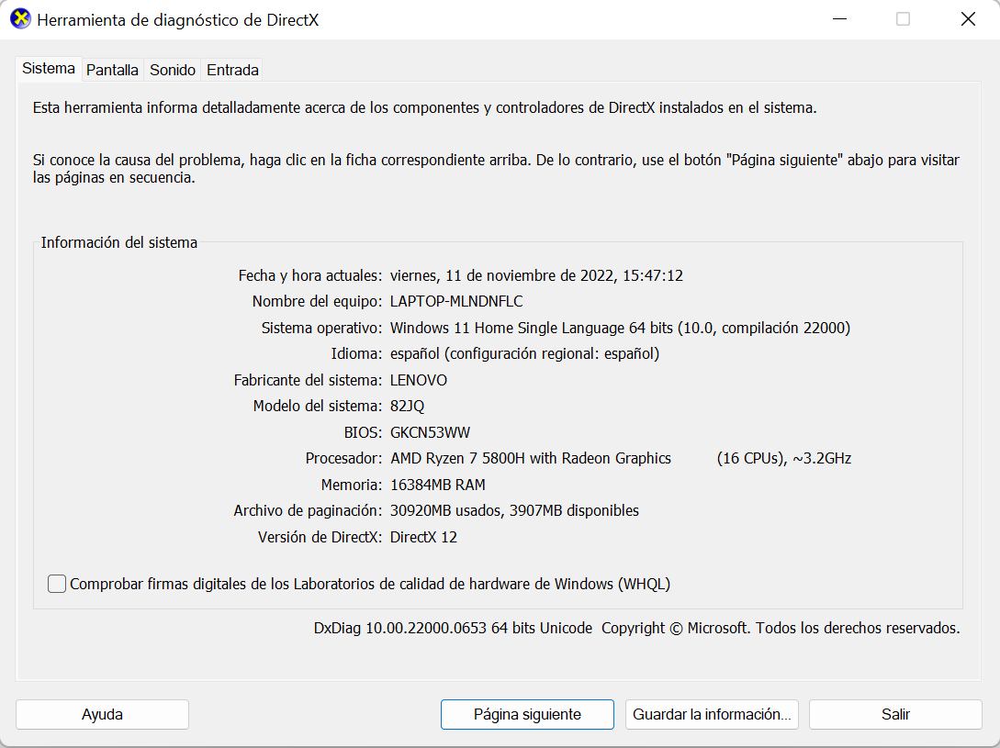 Herramienta de diagnóstico de DirectX
Sistema Pantalla Sonido Entrada
Esta herramienta informa detalladamente acerca de los componentes y controladores de DirectX instalados en el sistema.
Si conoce la causa del problema, haga clic en la ficha correspondiente arriba. De lo contrario, use el botón "Página siguiente" abajo para visitar
las páginas en secuencia.
Información del sistema
Fecha y hora actuales: viernes, 11 de noviembre de 2022, 15:47:12
Nombre del equipo: LAPTOP-MLNDNFLC
Sistema operativo: Windows 11 Home Single Language 64 bits (10.0, compilación 22000)
Idioma: español (configuración regional: español)
Fabricante del sistema: LENOVO
Modelo del sistema: 82JQ
BIOS: GKCN53WW
Procesador: AMD Ryzen 7 5800H with Radeon Graphics (16 CPUs), ~3.2GHz
Memoria: 16384MB RAM
Archivo de paginación: 30920MB usados, 3907MB disponibles
Versión de DirectX: DirectX 12
Comprobar firmas digitales de los Laboratorios de calidad de hardware de Windows (WHQL)
DxDiag 10.00.22000.0653 64 bits Unicode Copyright © Microsoft. Todos los derechos reservados.
Ayuda Página siguiente Guardar la información... Salir